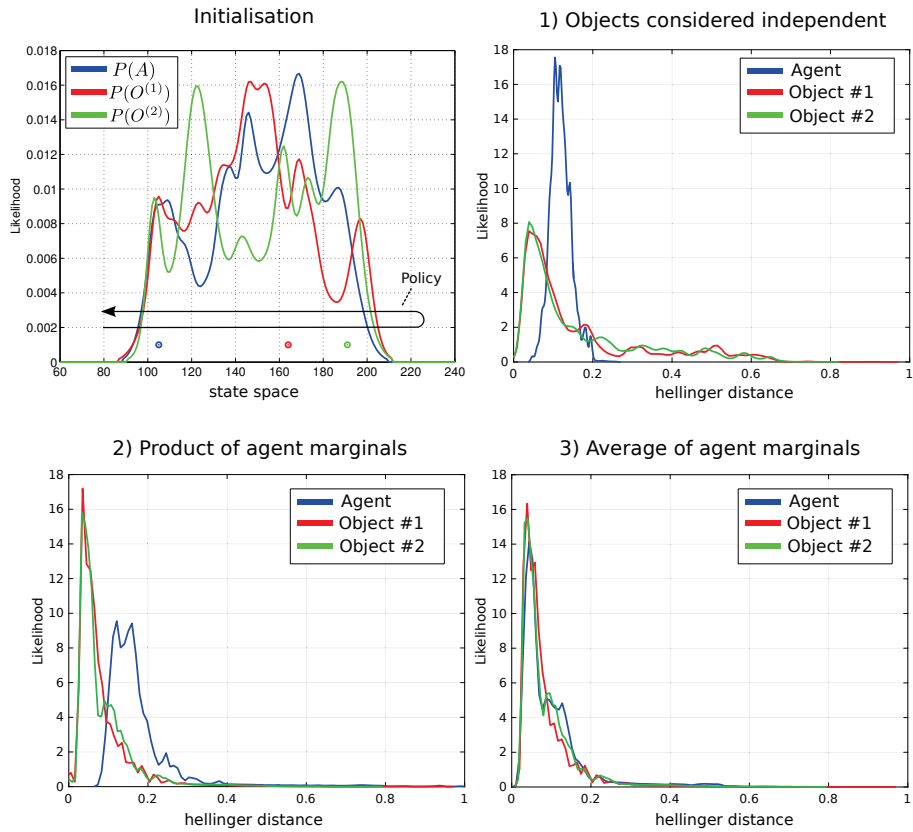 Initialisation
0.018
0.016
0.014
0.012
0.01
0.008
0.006
0.004
0.002
0
Likelihood
P(A)
P(O^{(1)})
P(O^{(2)})
Policy
60 80 100 120 140 160 180 200 220 240
state space
1) Objects considered independent
18
16
14
12
10
8
6
4
2
0
Likelihood
Agent
Object #1
Object #2
0 0.2 0.4 0.6 0.8 1
hellinger distance
2) Product of agent marginals
18
16
14
12
10
8
6
4
2
0
Likelihood
Agent
Object #1
Object #2
0 0.2 0.4 0.6 0.8 1
hellinger distance
3) Average of agent marginals
18
16
14
12
10
8
6
4
2
0
Likelihood
Agent
Object #1
Object #2
0 0.2 0.4 0.6 0.8 1
hellinger distance